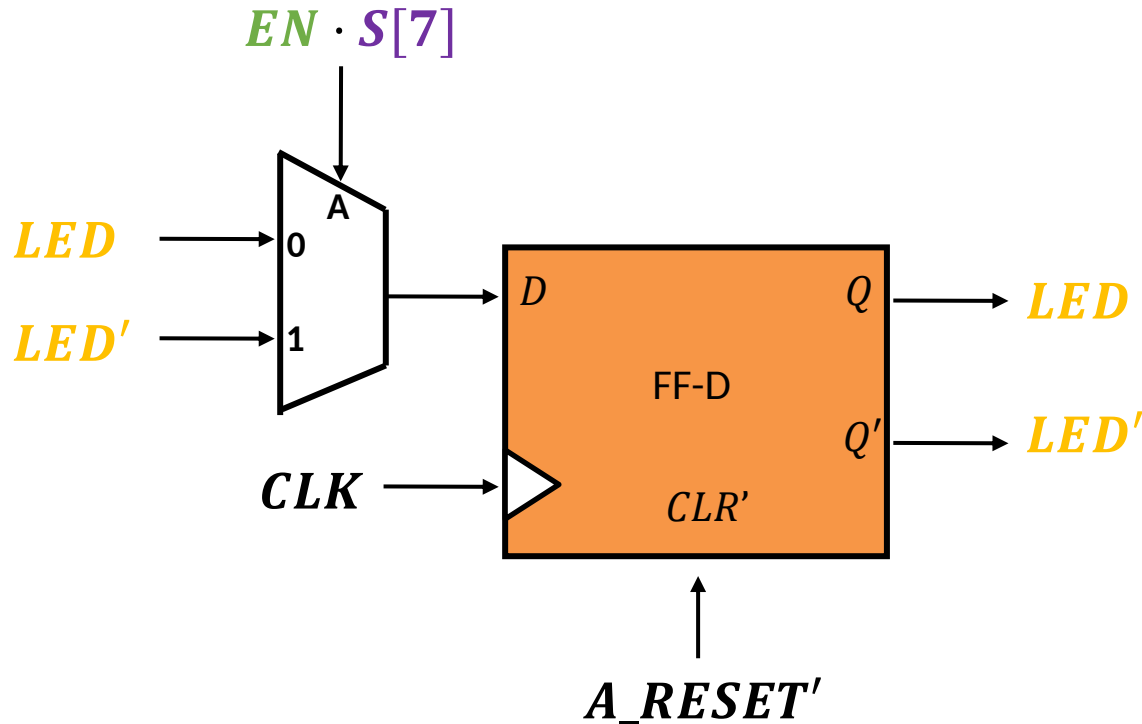 EN · S[7]
A
LED
0
LED′
1
D
Q
LED
FF-D
Q′
LED′
CLK
CLR’
A_RESET′